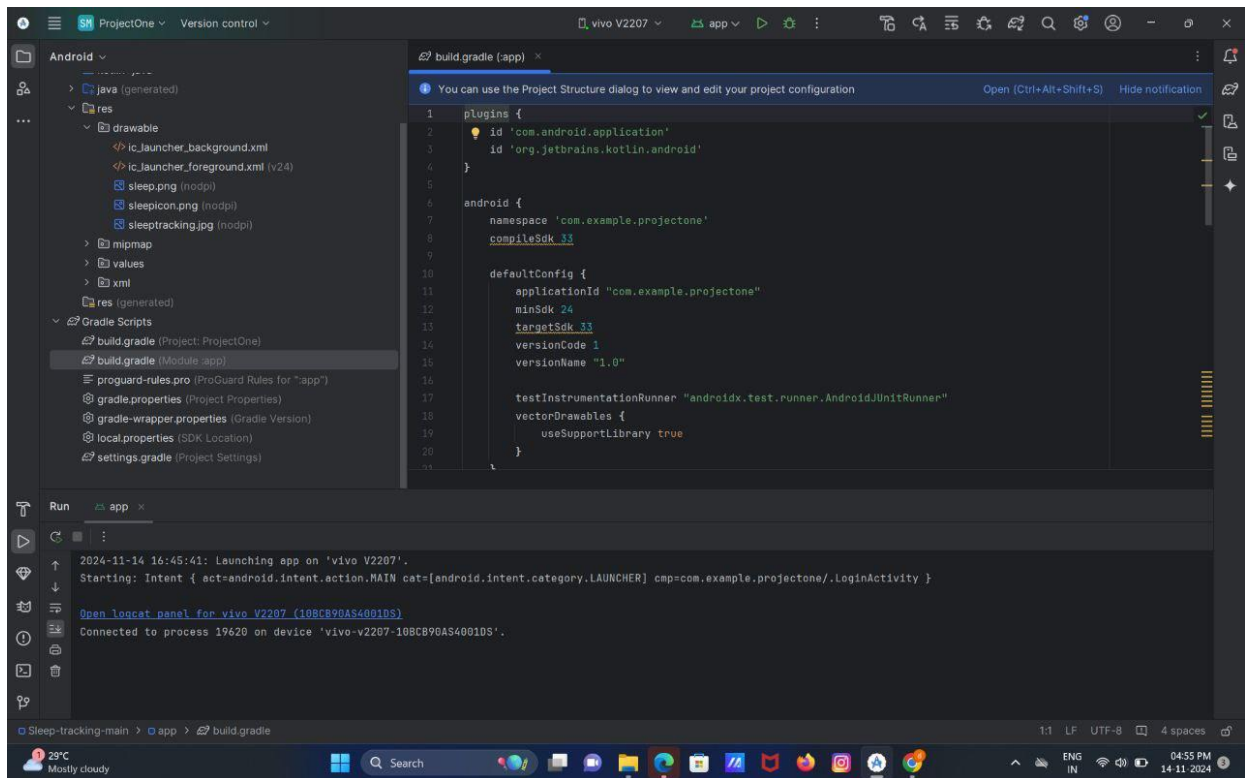 SM ProjectOne Version control vivo V2207 app
Android
java (generated)
res
drawable
ic_launcher_background.xml
ic_launcher_foreground.xml (v24)
sleep.png (nodpi)
sleepicon.png (nodpi)
sleeptracking.jpg (nodpi)
mipmap
values
xml
res (generated)
Gradle Scripts
build.gradle (Project: ProjectOne)
build.gradle (Module :app)
proguard-rules.pro (ProGuard Rules for ":app")
gradle.properties (Project Properties)
gradle-wrapper.properties (Gradle Version)
local.properties (SDK Location)
settings.gradle (Project Settings)
build.gradle (:app)
You can use the Project Structure dialog to view and edit your project configuration Open (Ctrl+Alt+Shift+S) Hide notification
1 plugins {
2 id 'com.android.application'
3 id 'org.jetbrains.kotlin.android'
4 }
5
6 android {
7 namespace 'com.example.projectone'
8 compileSdk 33
9
10 defaultConfig {
11 applicationId "com.example.projectone"
12 minSdk 24
13 targetSdk 33
14 versionCode 1
15 versionName "1.0"
16
17 testInstrumentationRunner "androidx.test.runner.AndroidJUnitRunner"
18 vectorDrawables {
19 useSupportLibrary true
20 }
21 }
Run app
2024-11-14 16:45:41: Launching app on 'vivo V2207'.
Starting: Intent { act=android.intent.action.MAIN cat=[android.intent.category.LAUNCHER] cmp=com.example.projectone/.LoginActivity }
Open logcat panel for vivo V2207 (10BCB90AS4001DS)
Connected to process 19620 on device 'vivo-v2207-10BCB90AS4001DS'.
Sleep-tracking-main > app > build.gradle 1:1 LF UTF-8 4 spaces
1 29°C
Mostly cloudy
Search
ENG
IN
04:55 PM
14-11-2024
3